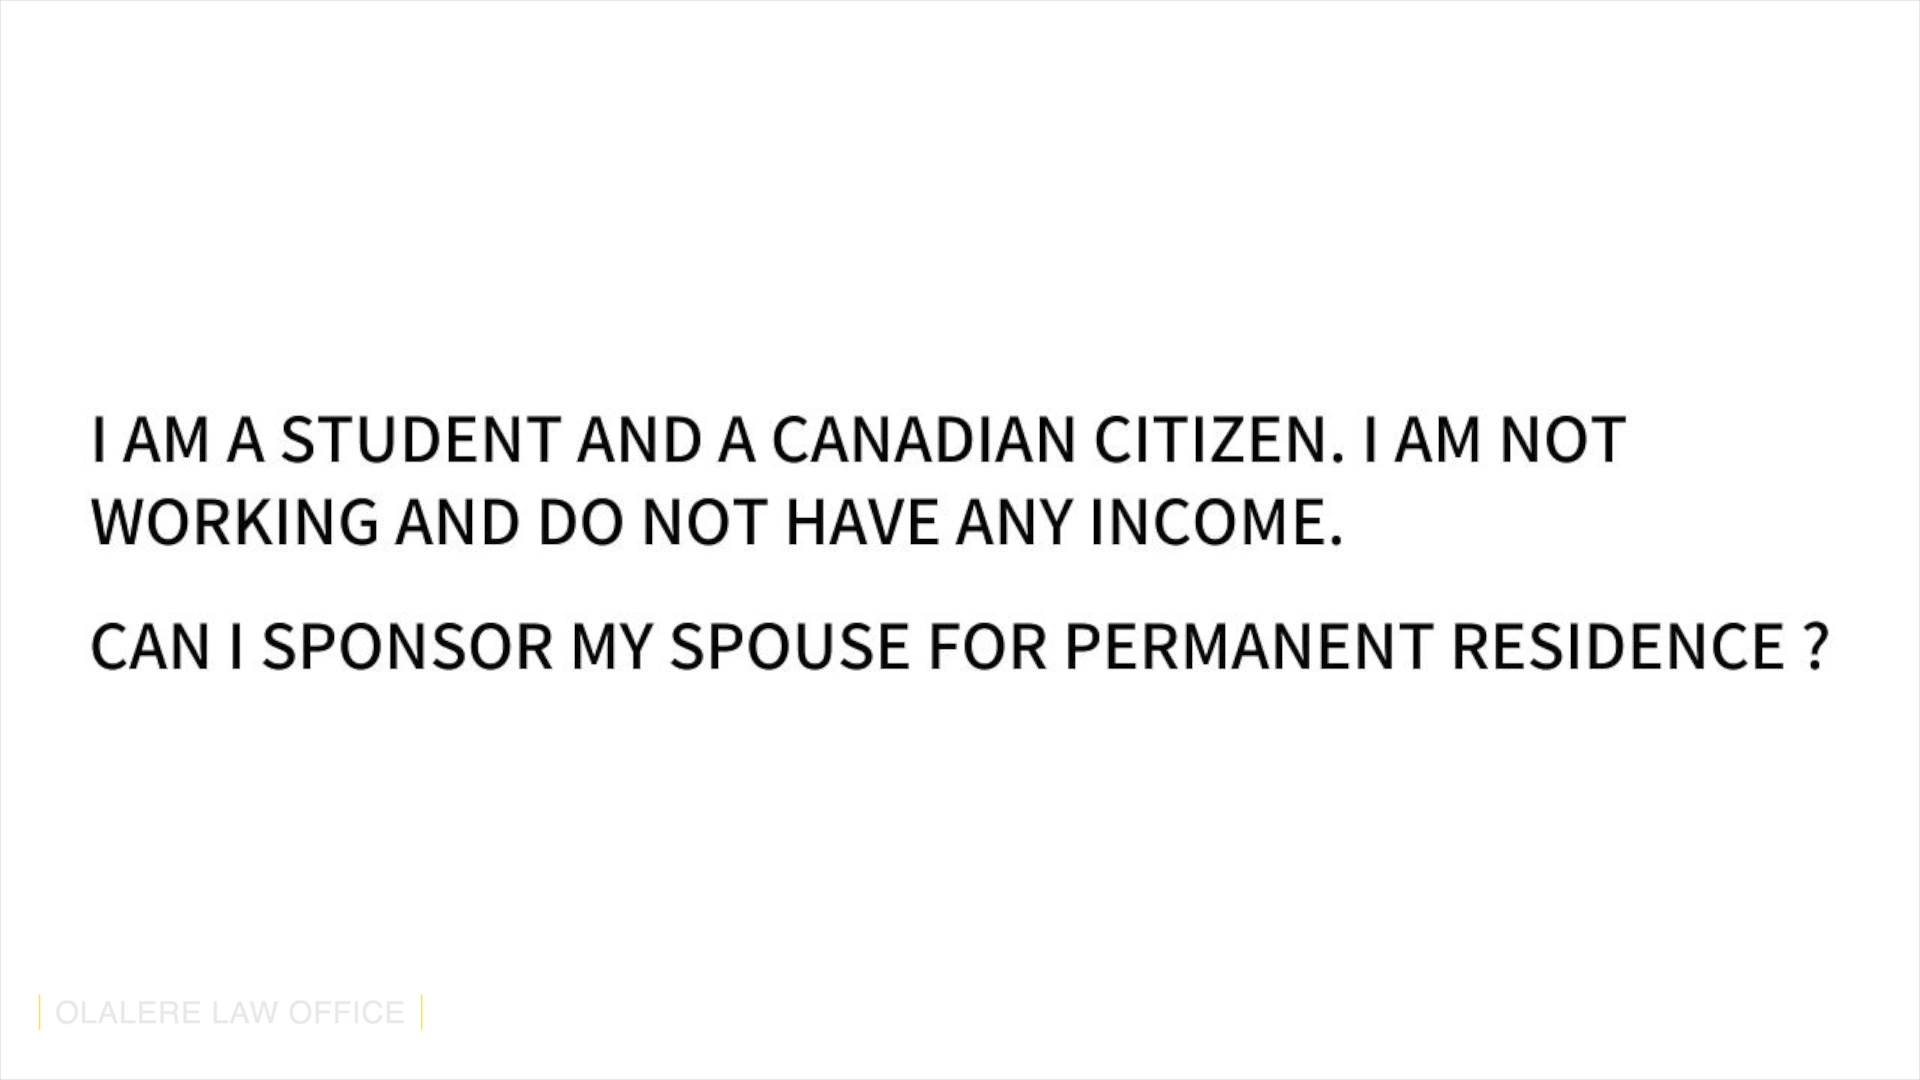 I AM A STUDENT AND A CANADIAN CITIZEN. I AM NOT
WORKING AND DO NOT HAVE ANY INCOME.
CAN I SPONSOR MY SPOUSE FOR PERMANENT RESIDENCE ?
OLALERE LAW OFFICE